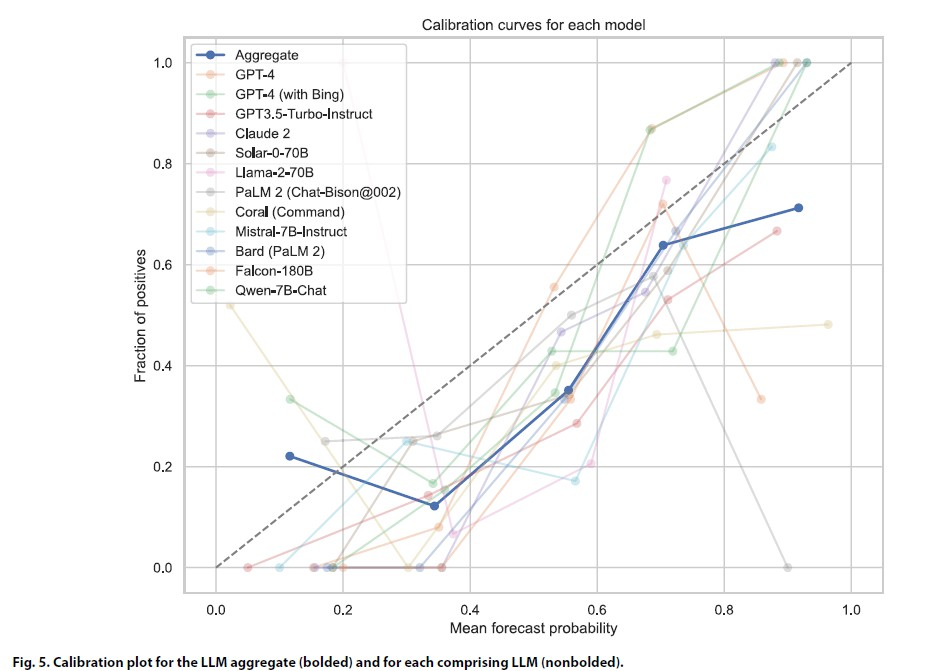 Calibration curves for each model
Aggregate
GPT-4
GPT-4 (with Bing)
GPT3.5-Turbo-Instruct
Claude 2
Solar-0-70B
Llama-2-70B
PaLM 2 (Chat-Bison@002)
Coral (Command)
Mistral-7B-Instruct
Bard (PaLM 2)
Falcon-180B
Qwen-7B-Chat
Fraction of positives
1.0
0.8
0.6
0.4
0.2
0.0
0.0 0.2 0.4 0.6 0.8 1.0
Mean forecast probability
Fig. 5. Calibration plot for the LLM aggregate (bolded) and for each comprising LLM (nonbolded).